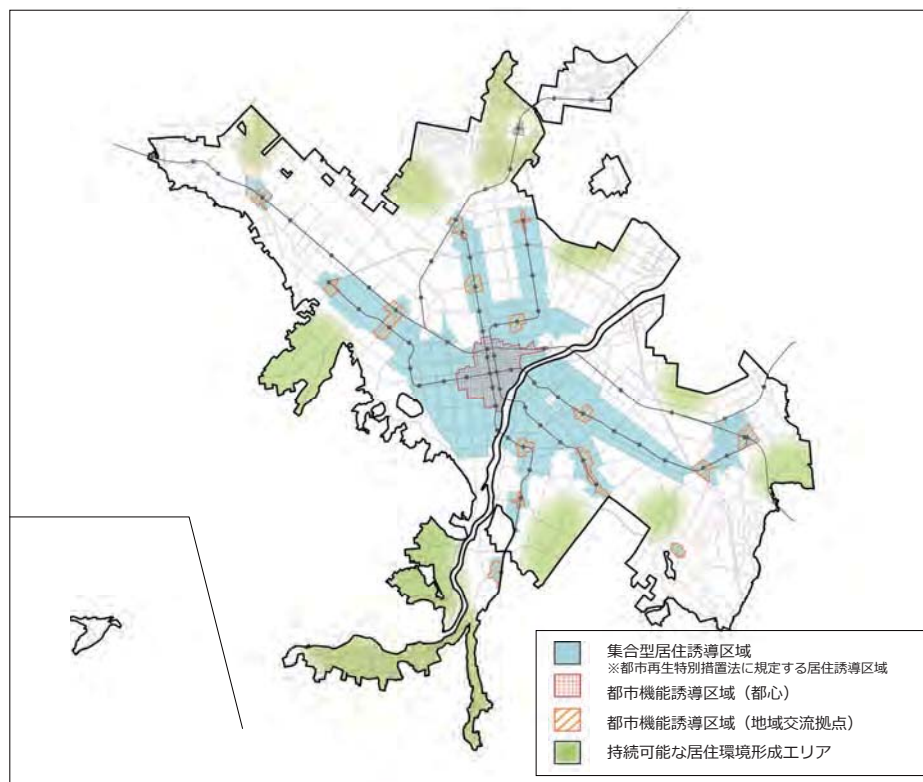 集合型居住誘導区域
※都市再生特別措置法に規定する居住誘導区域
都市機能誘導区域（都心）
都市機能誘導区域（地域交流拠点）
持続可能な居住環境形成エリア